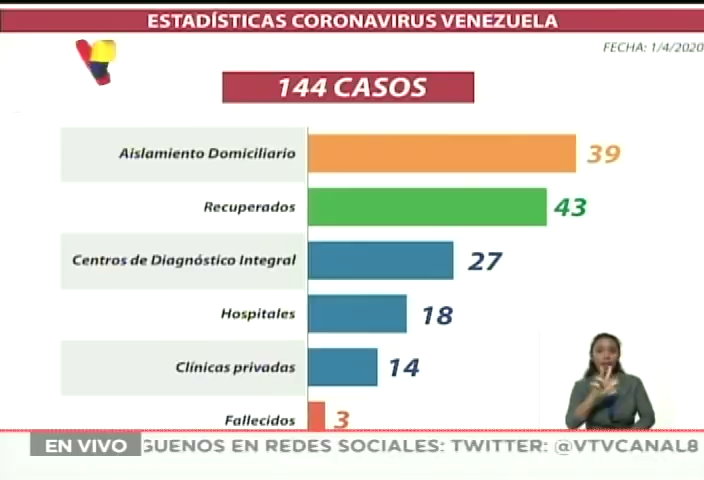 ESTADÍSTICAS CORONAVIRUS VENEZUELA
FECHA: 1/4/2020
144 CASOS
Aislamiento Domiciliario 39
Recuperados 43
Centros de Diagnóstico Integral 27
Hospitales 18
Clínicas privadas 14
Fallecidos 3
EN VIVO GUENOS EN REDES SOCIALES: TWITTER: @VTVCANAL8